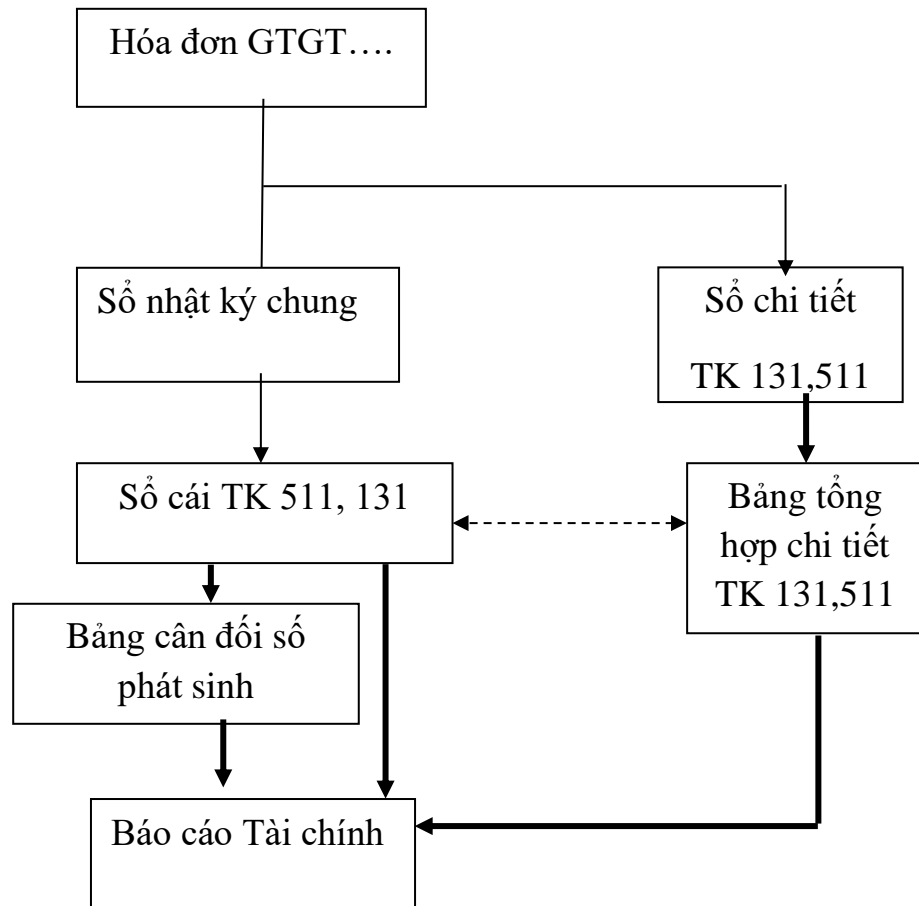 Hóa đơn GTGT….
Sổ nhật ký chung
Sổ chi tiết
TK 131,511
Sổ cái TK 511, 131
Bảng tổng
hợp chi tiết
TK 131,511
Bảng cân đối số
phát sinh
Báo cáo Tài chính